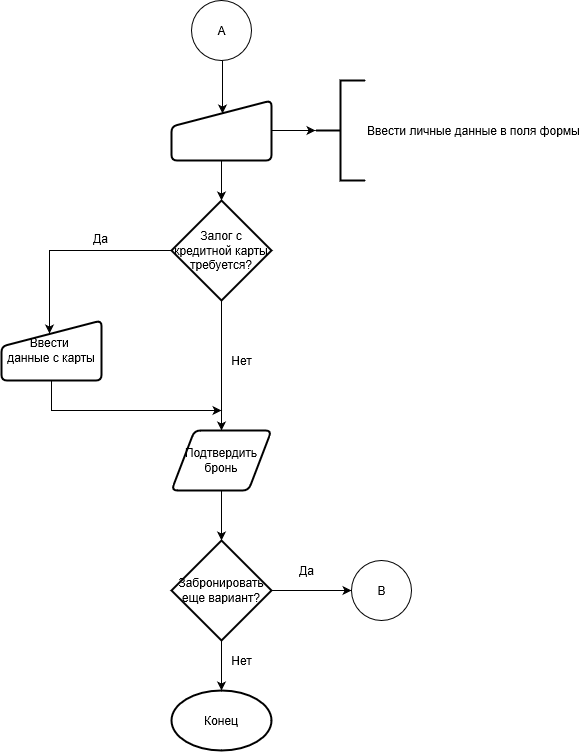 A
Ввести личные данные в поля формы
Залог с
кредитной карты
требуется?
Да
Ввести
данные с карты
Нет
Подтвердить
бронь
Забронировать
еще вариант?
Да
B
Нет
Конец